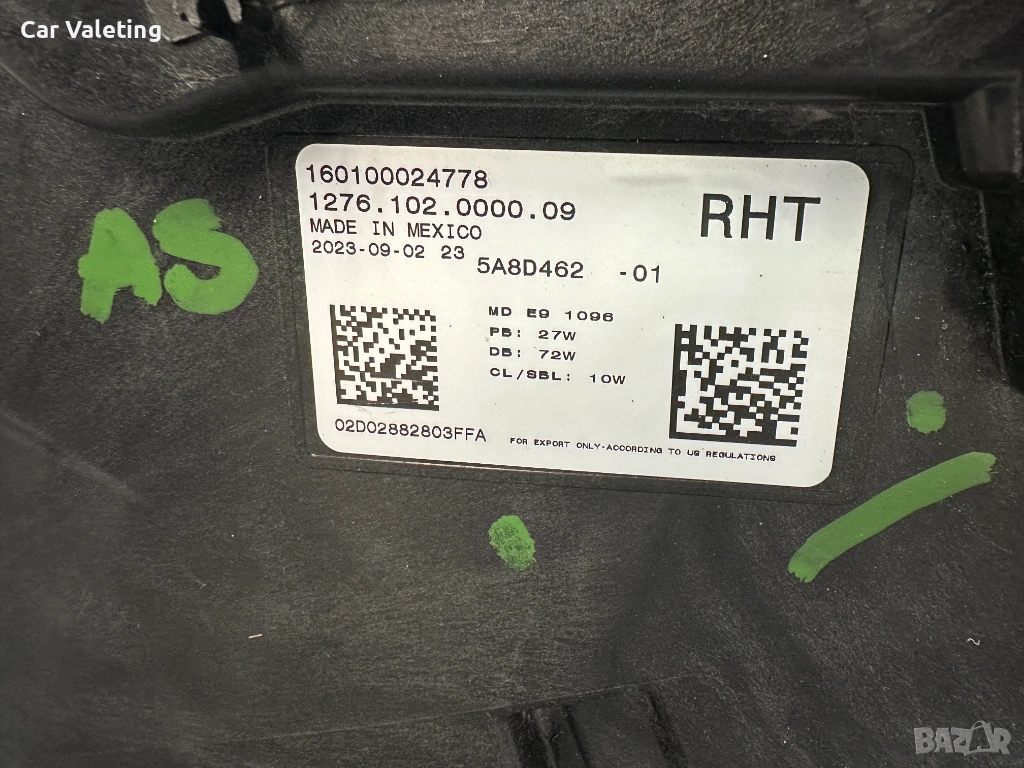 Car Valeting
160100024778
1276.102.0000.09
RHT
MADE IN MEXICO
2023-09-02 23
5A8D462 -01
AS
MD E9 1096
PB: 27W
DB: 72W
CL/SBL: 10W
02D02882803FFA
FOR EXPORT ONLY-ACCORDING TO US REGULATIONS
BAZAR